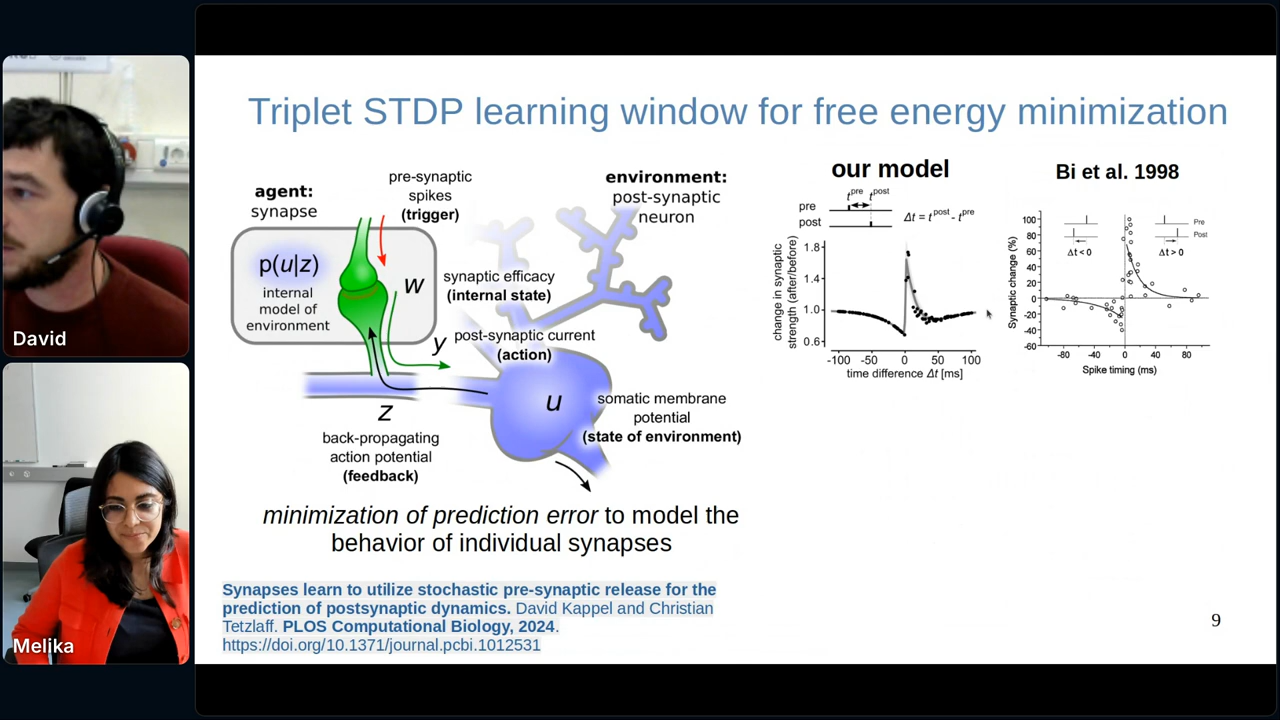 Triplet STDP learning window for free energy minimization
agent:
synapse
pre-synaptic
spikes
(trigger)
environment:
post-synaptic
neuron
p(u|z)
internal
model of
environment
w
synaptic efficacy
(internal state)
y
post-synaptic current
(action)
u
somatic membrane
potential
(state of environment)
z
back-propagating
action potential
(feedback)
minimization of prediction error to model the
behavior of individual synapses
Synapses learn to utilize stochastic pre-synaptic release for the
prediction of postsynaptic dynamics. David Kappel and Christian
Tetzlaff. PLOS Computational Biology, 2024.
https://doi.org/10.1371/journal.pcbi.1012531
our model
t^pre t^post
pre
post
Δt = t^post - t^pre
change in synaptic
strength (after/before)
1.8
1.4
1.0
0.6
-100 -50 0 50 100
time difference Δt [ms]
Bi et al. 1998
Synaptic change (%)
100
80
60
40
20
0
-20
-40
-60
Pre
Post
Δt < 0
Δt > 0
-80 -40 0 40 80
Spike timing (ms)
9
David
Melika